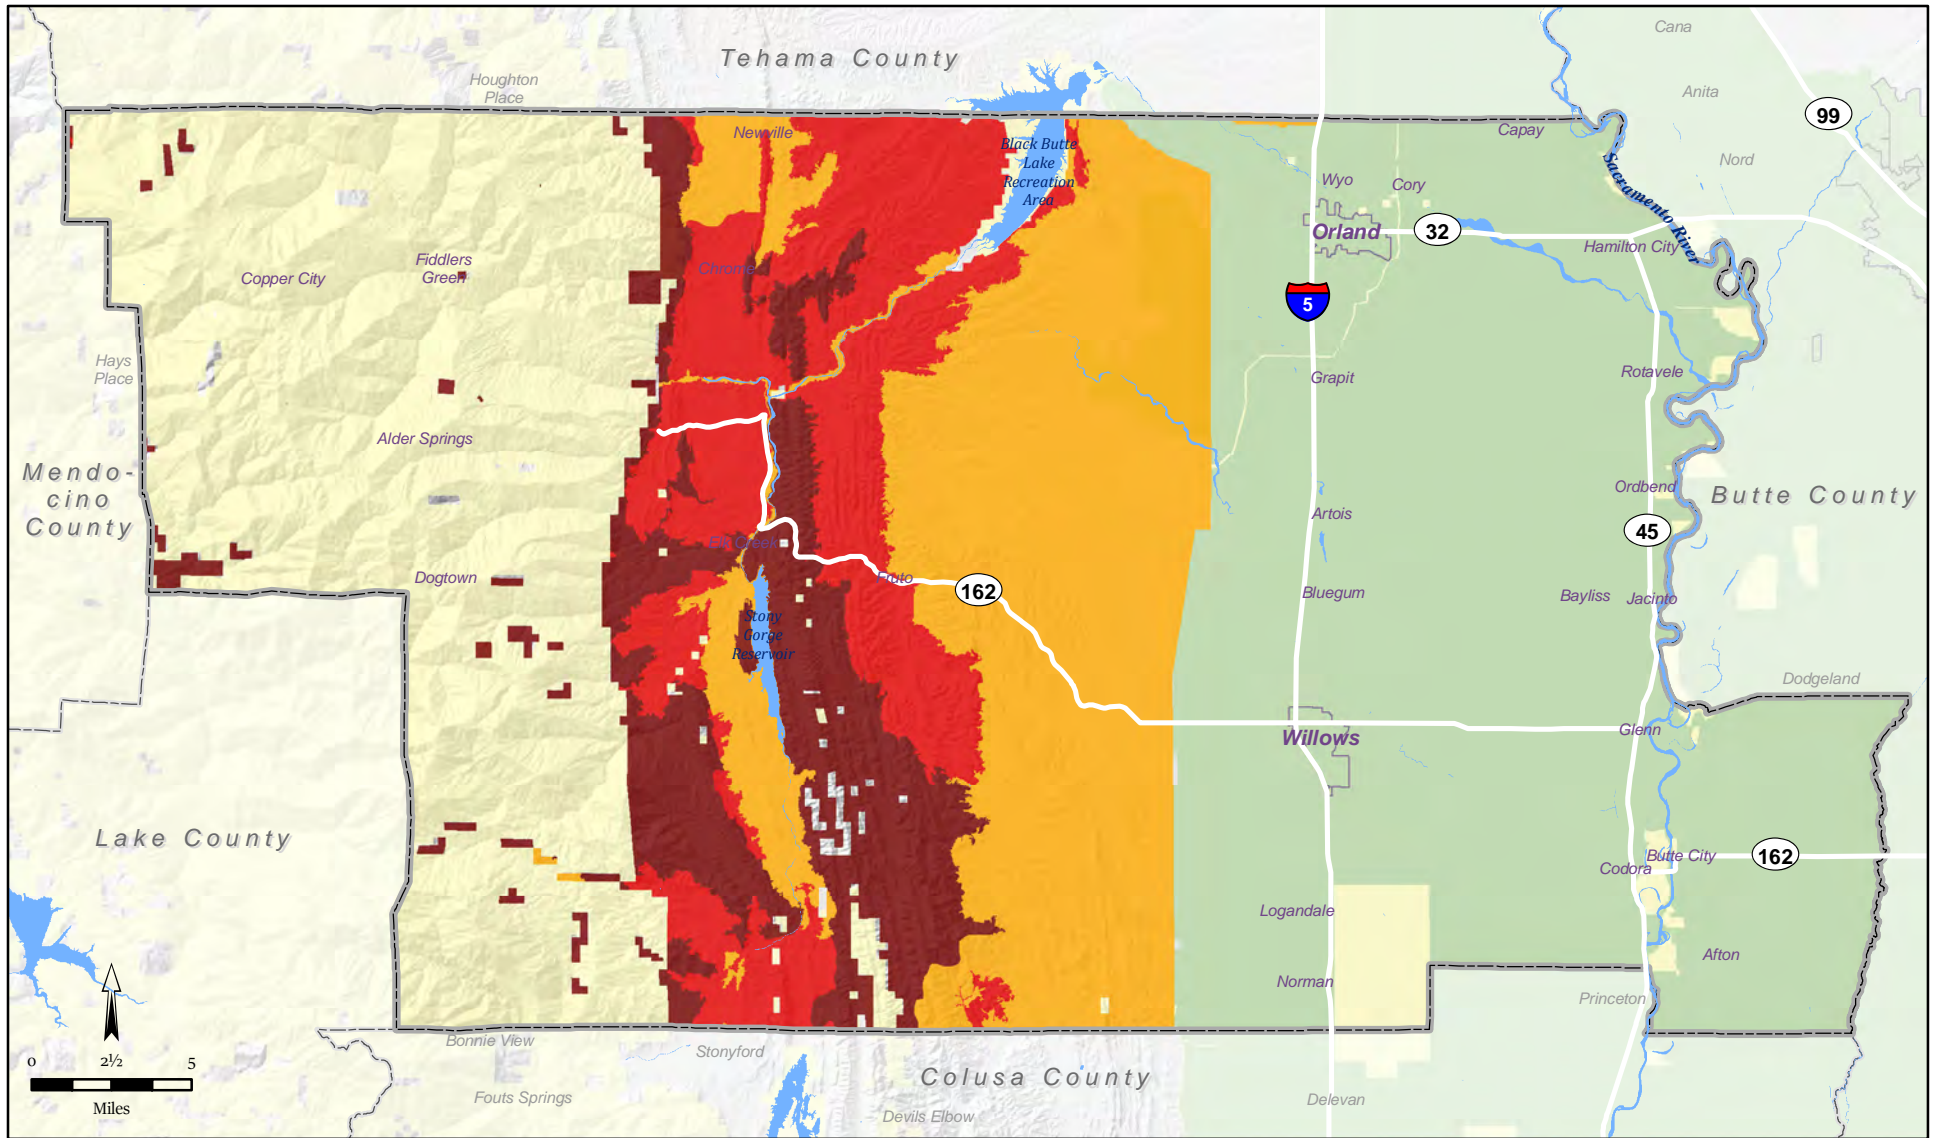 Cana
Tehama County
Houghton
Place
Anita
99
Newville
Capay
Black Butte
Lake
Recreation
Area
Nord
Wyo
Cory
Sacramento River
Orland
32
Hamilton City
Fiddlers
Green
Copper City
Chrome
5
Hays
Place
Grapit
Rotavele
Alder Springs
Mendo-
cino
County
Ordbend
Butte County
Artois
45
Elk Creek
Dogtown
Fruto
162
Bluegum
Bayliss
Jacinto
Stony
Gorge
Reservoir
Dodgeland
Willows
Glenn
Lake County
Butte City
162
Codora
Logandale
Afton
Norman
Princeton
Bonnie View
Stonyford
0
2½
5
Miles
Colusa County
Fouts Springs
Devils Elbow
Delevan